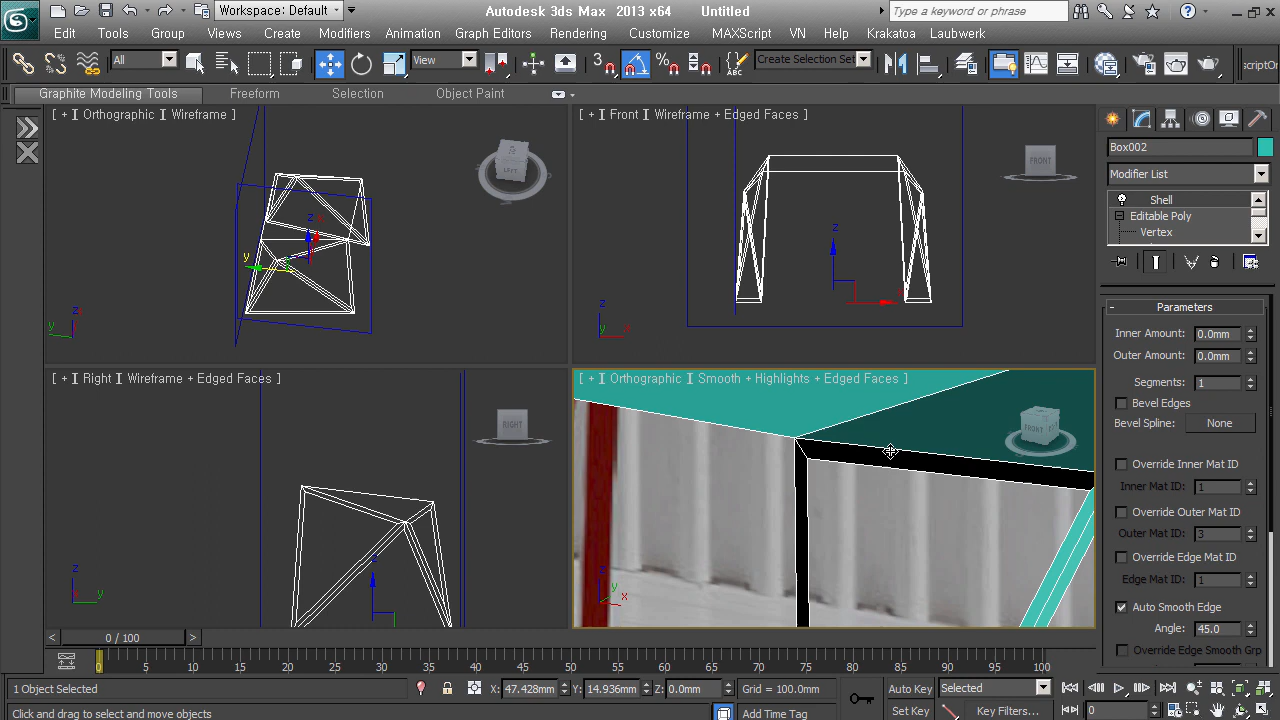 Workspace: Default
Autodesk 3ds Max 2013 x64 Untitled
Type a keyword or phrase
Edit Tools Group Views Create Modifiers Animation Graph Editors Rendering Customize MAXScript VN Help Krakatoa Laubwerk
All
View
3
Create Selection Set
scriptOr
Graphite Modeling Tools Freeform Selection Object Paint
[ + ] Orthographic ] Wireframe ]
[ + ] Front ] Wireframe + Edged Faces ]
LEFT
FRONT
z
y
z
z
y
z
y x
[ + ] Right ] Wireframe + Edged Faces ]
[ + ] Orthographic ] Smooth + Highlights + Edged Faces ]
RIGHT
FRONT
z
z
y
z
y
x
Box002
Modifier List
Shell
Editable Poly
Vertex
- Parameters
Inner Amount: 0.0mm
Outer Amount: 0.0mm
Segments: 1
Bevel Edges
Bevel Spline: None
Override Inner Mat ID
Inner Mat ID: 1
Override Outer Mat ID
Outer Mat ID: 3
Override Edge Mat ID
Edge Mat ID: 1
Auto Smooth Edge
Angle: 45.0
Override Edge Smooth Grp
< 0 / 100 >
0 5 10 15 20 25 30 35 40 45 50 55 60 65 70 75 80 85 90 95 100
1 Object Selected
X: 47.428mm Y: 14.936mm Z: 0.0mm Grid = 100.0mm
Auto Key Selected
Click and drag to select and move objects
Add Time Tag
Set Key Key Filters... 0